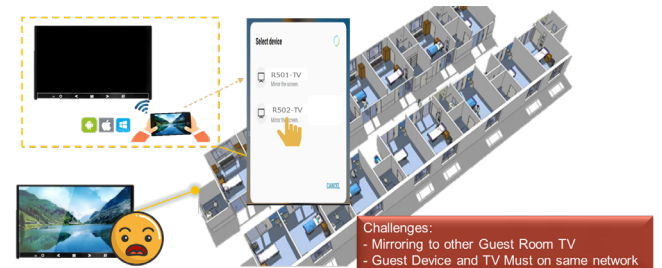 Select device
R501-TV
Mirror the screen
R502-TV
Mirror the screen
CANCEL
Challenges:
- Mirroring to other Guest Room TV
- Guest Device and TV Must on same network